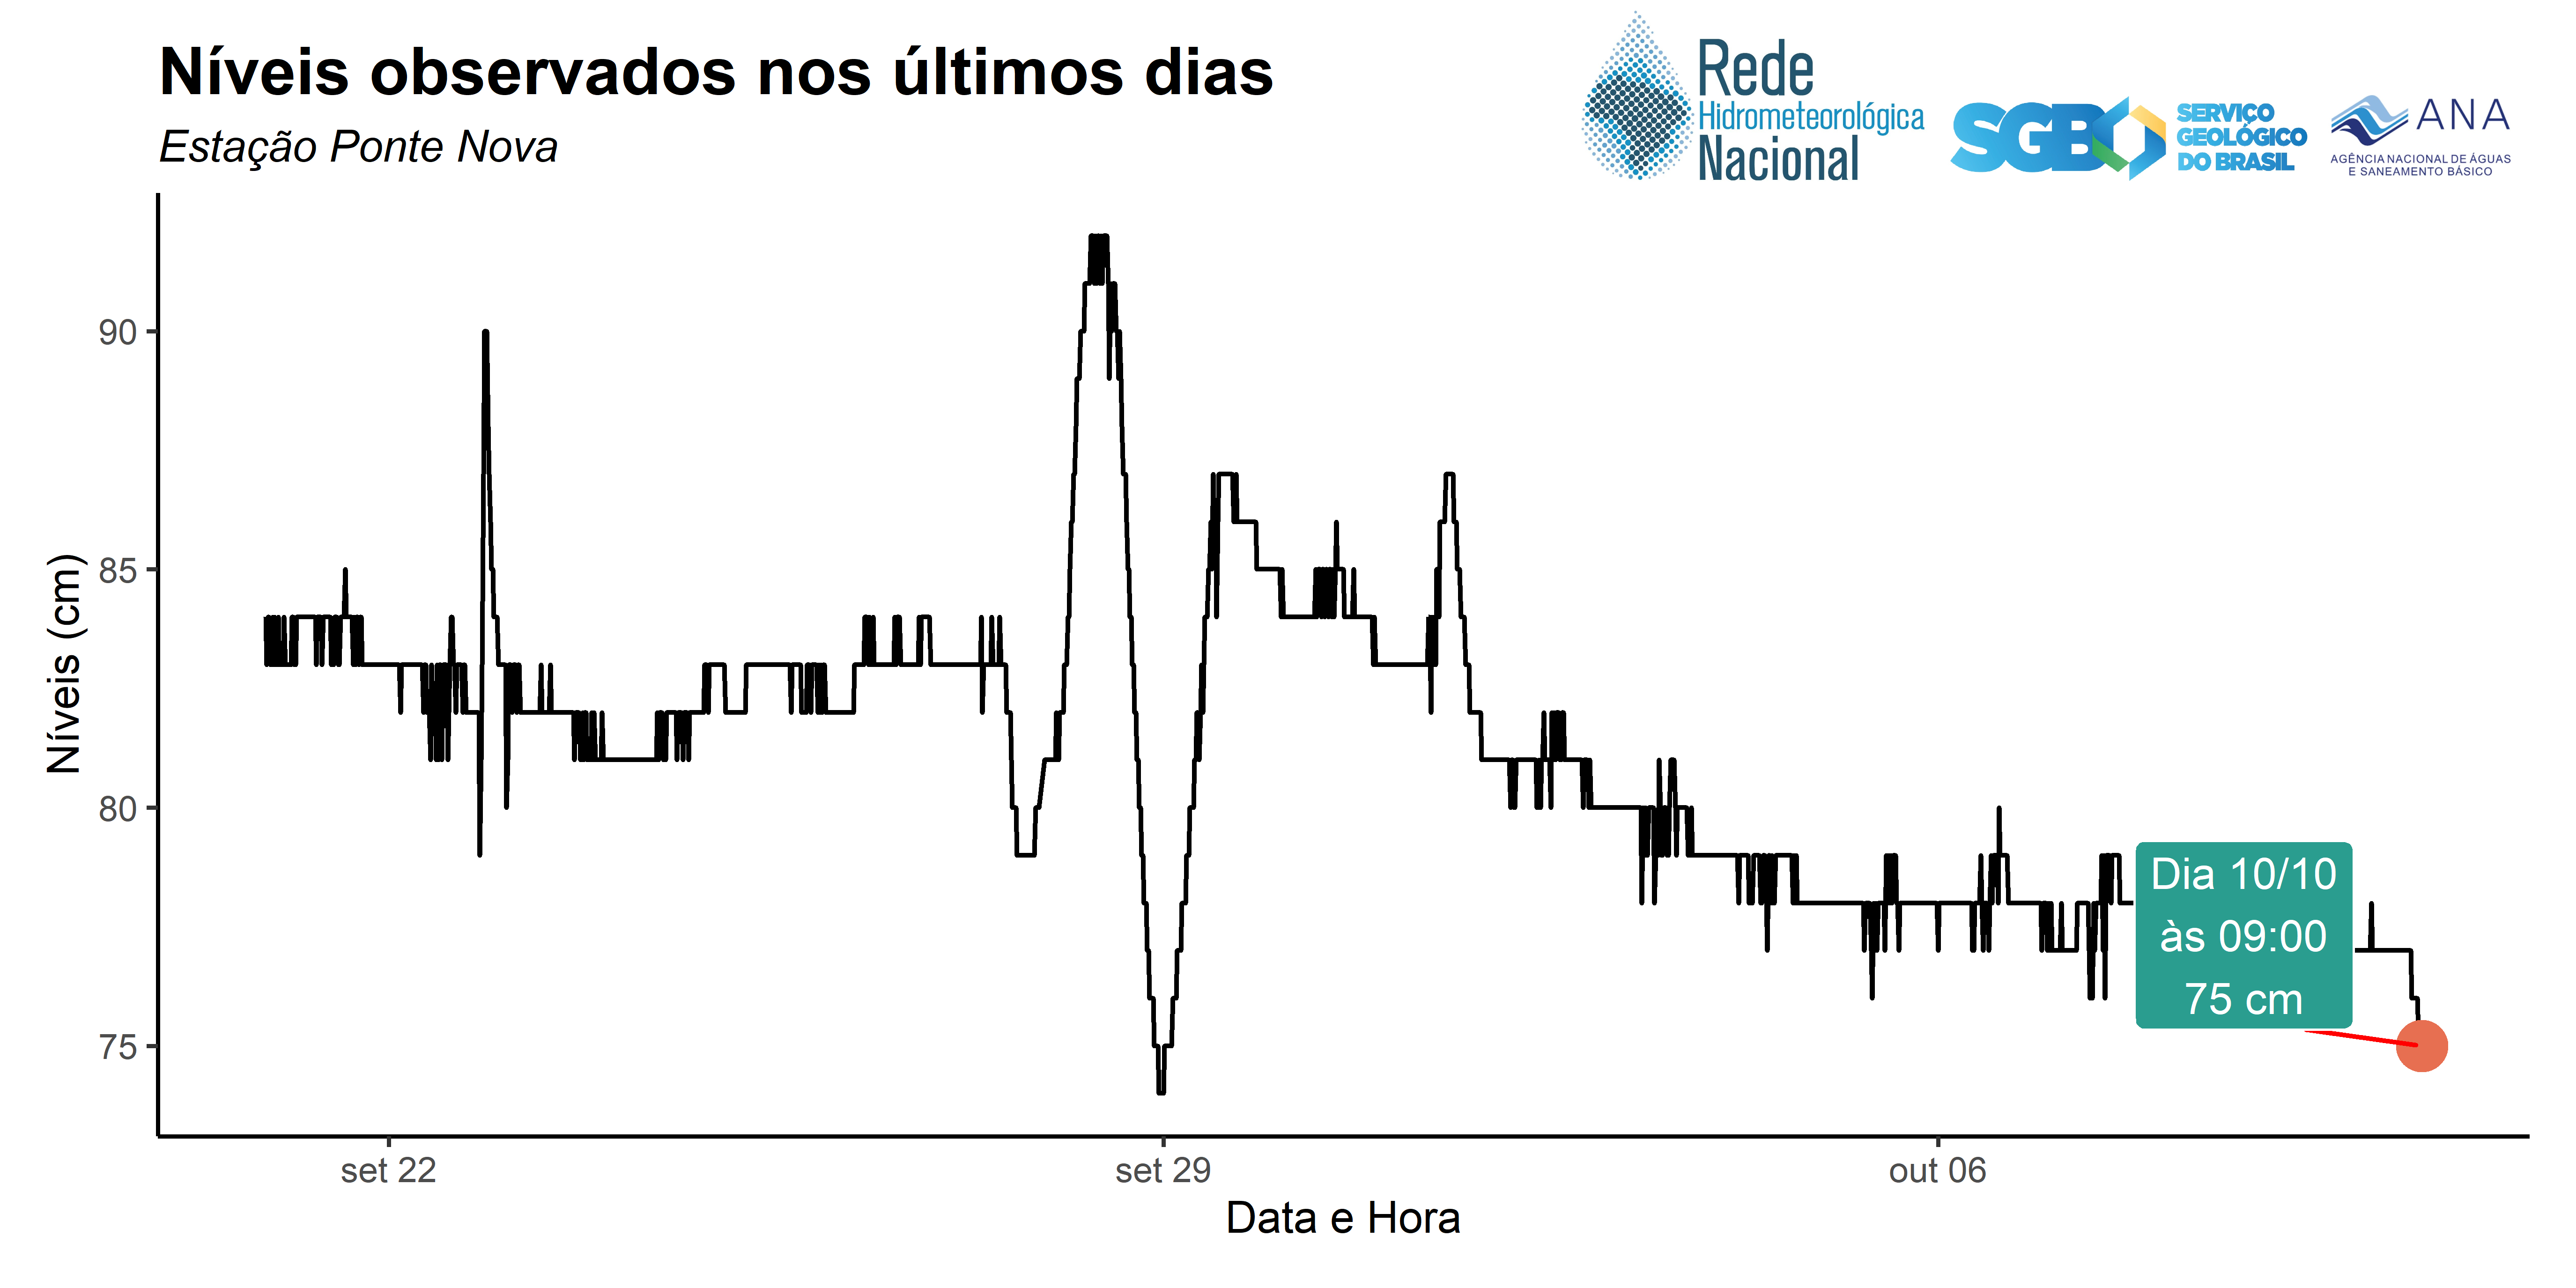 Níveis observados nos últimos dias
Estação Ponte Nova
Rede
Hidrometeorológica
Nacional
SGB
SERVIÇO
GEOLÓGICO
DO BRASIL
ANA
AGÊNCIA NACIONAL DE ÁGUAS
E SANEAMENTO BÁSICO
Níveis (cm)
90
85
80
75
Dia 10/10
às 09:00
75 cm
set 22
set 29
out 06
Data e Hora